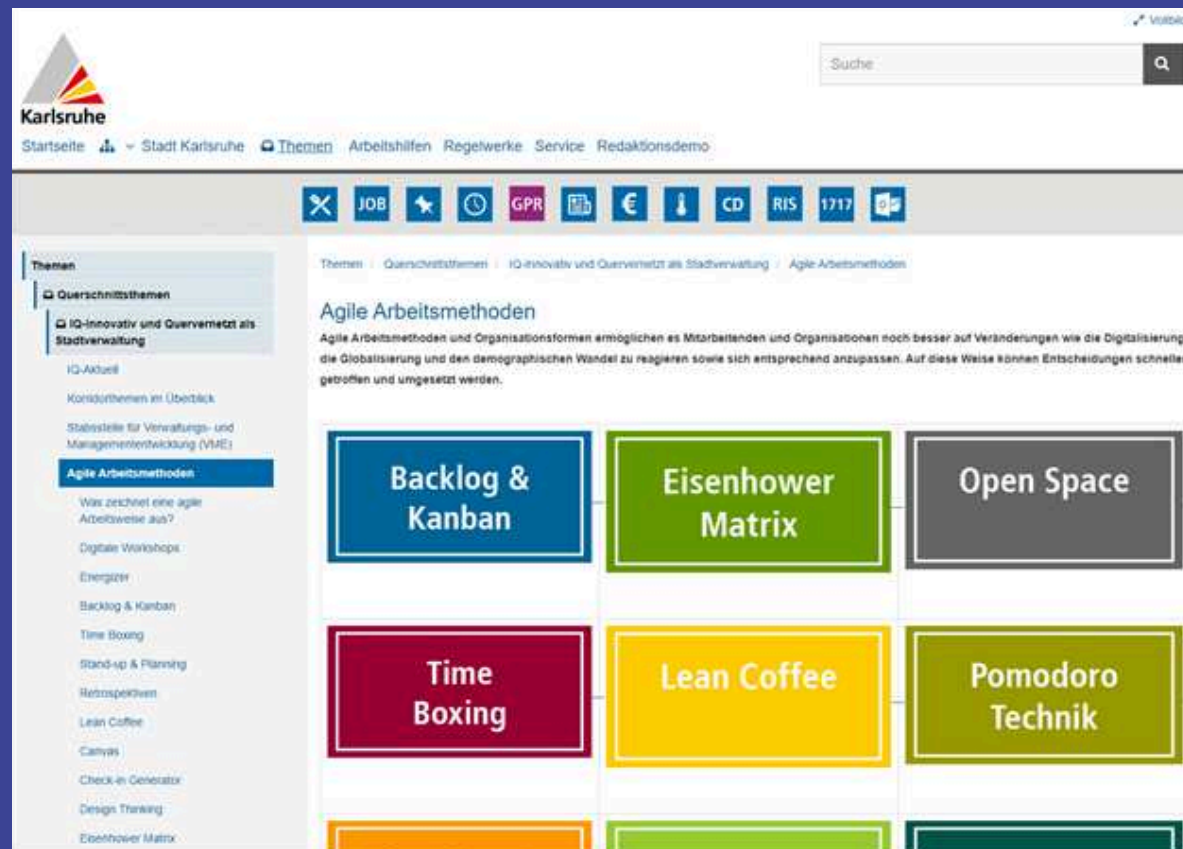 Vollbild
Suche
Karlsruhe
Startseite Stadt Karlsruhe Themen Arbeitshilfen Regelwerke Service Redaktionsdemo
JOB GPR € CD RIS 1717
Themen
Querschnittsthemen
IQ-Innovativ und Quervernetzt als
Stadtverwaltung
IQ-Aktuell
Korridorthemen im Überblick
Stabsstelle für Verwaltungs- und
Managemententwicklung (VME)
Agile Arbeitsmethoden
Was zeichnet eine agile
Arbeitsweise aus?
Digitale Workshops
Energizer
Backlog & Kanban
Time Boxing
Stand-up & Planning
Retrospektiven
Lean Coffee
Canvas
Check-in Generator
Design Thinking
Eisenhower Matrix
Themen / Querschnittsthemen / IQ-Innovativ und Quervernetzt als Stadtverwaltung / Agile Arbeitsmethoden
Agile Arbeitsmethoden
Agile Arbeitsmethoden und Organisationsformen ermöglichen es Mitarbeitenden und Organisationen noch besser auf Veränderungen wie die Digitalisierung
die Globalisierung und den demographischen Wandel zu reagieren sowie sich entsprechend anzupassen. Auf diese Weise können Entscheidungen schneller
getroffen und umgesetzt werden.
Backlog &
Kanban
Eisenhower
Matrix
Open Space
Time
Boxing
Lean Coffee
Pomodoro
Technik